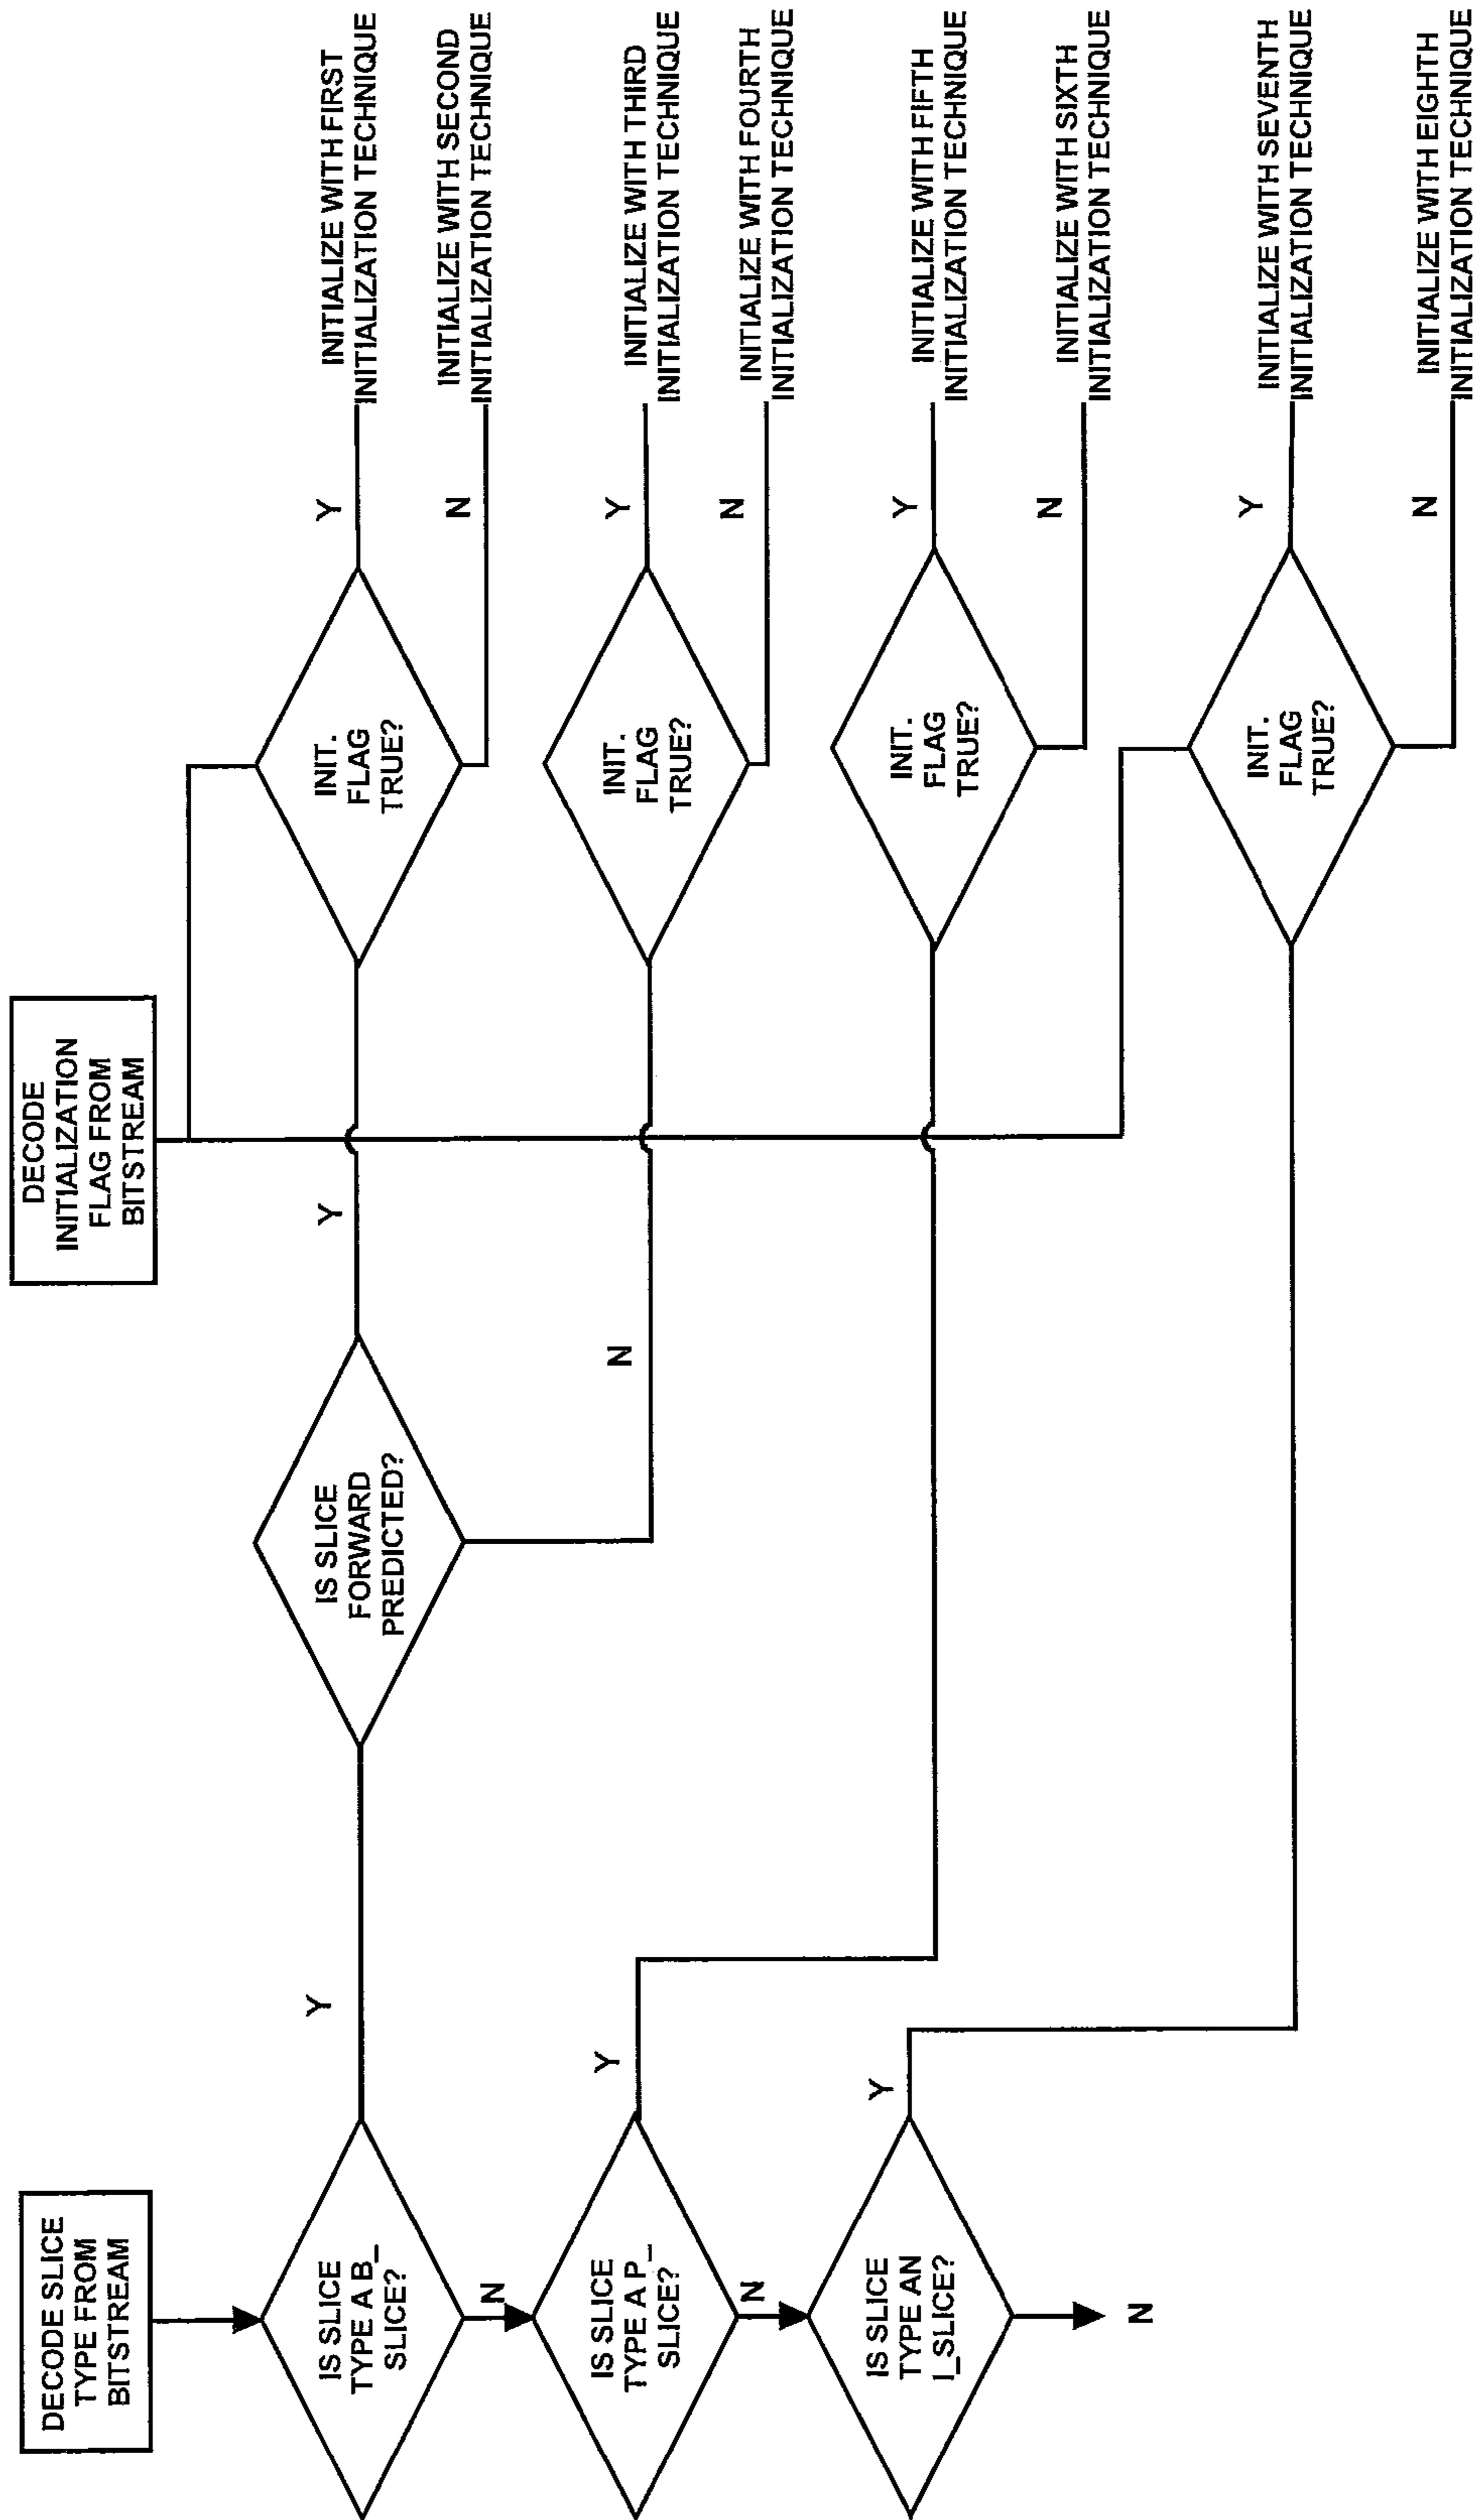 DECODE SLICE
TYPE FROM
BITSTREAM
DECODE
INITIALIZATION
FLAG FROM
BITSTREAM
IS SLICE
TYPE A B_
SLICE?
Y
IS SLICE
FORWARD
PREDICTED?
Y
INIT.
FLAG
TRUE?
Y
INITIALIZE WITH FIRST
INITIALIZATION TECHNIQUE
N
INITIALIZE WITH SECOND
INITIALIZATION TECHNIQUE
N
IS SLICE
TYPE A P_
SLICE?
Y
N
INIT.
FLAG
TRUE?
Y
INITIALIZE WITH THIRD
INITIALIZATION TECHNIQUE
N
INITIALIZE WITH FOURTH
INITIALIZATION TECHNIQUE
N
IS SLICE
TYPE AN
I_SLICE?
Y
INIT.
FLAG
TRUE?
Y
INITIALIZE WITH FIFTH
INITIALIZATION TECHNIQUE
N
INITIALIZE WITH SIXTH
INITIALIZATION TECHNIQUE
N
INIT.
FLAG
TRUE?
Y
INITIALIZE WITH SEVENTH
INITIALIZATION TECHNIQUE
N
INITIALIZE WITH EIGHTH
INITIALIZATION TECHNIQUE